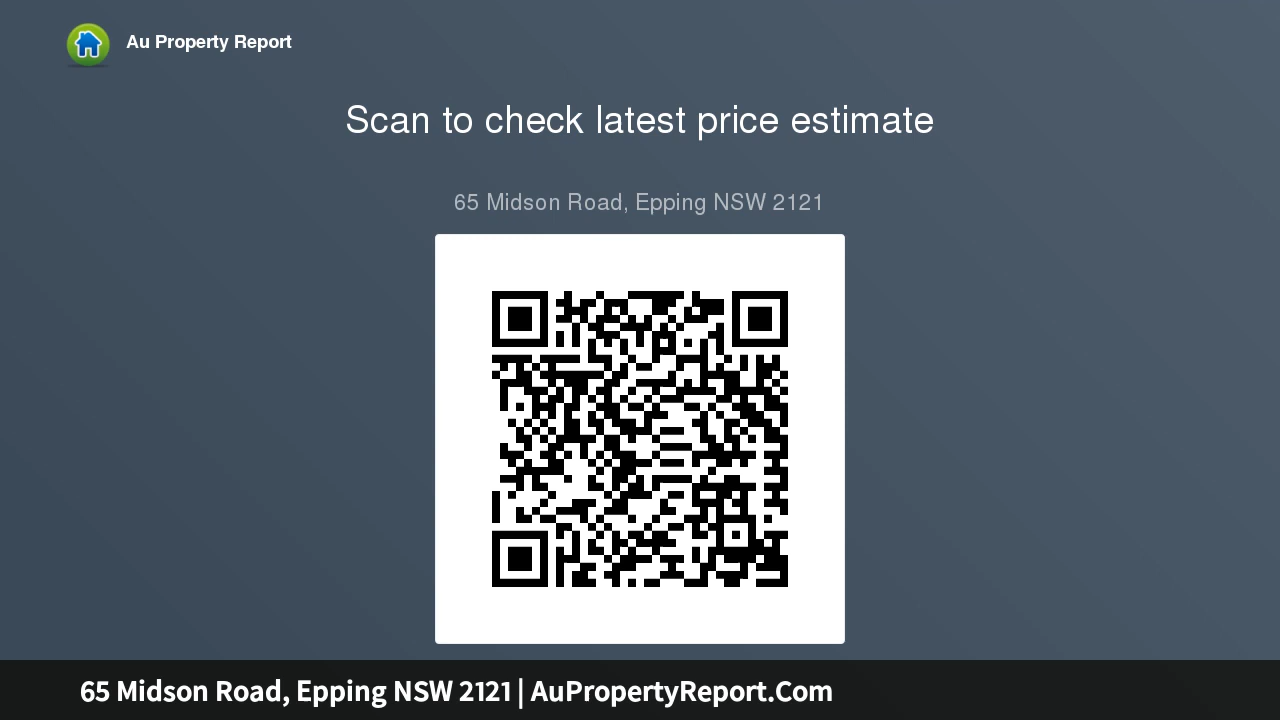 Au Property Report
Scan to check latest price estimate
65 Midson Road, Epping NSW 2121
65 Midson Road, Epping NSW 2121 | AuPropertyReport.Com